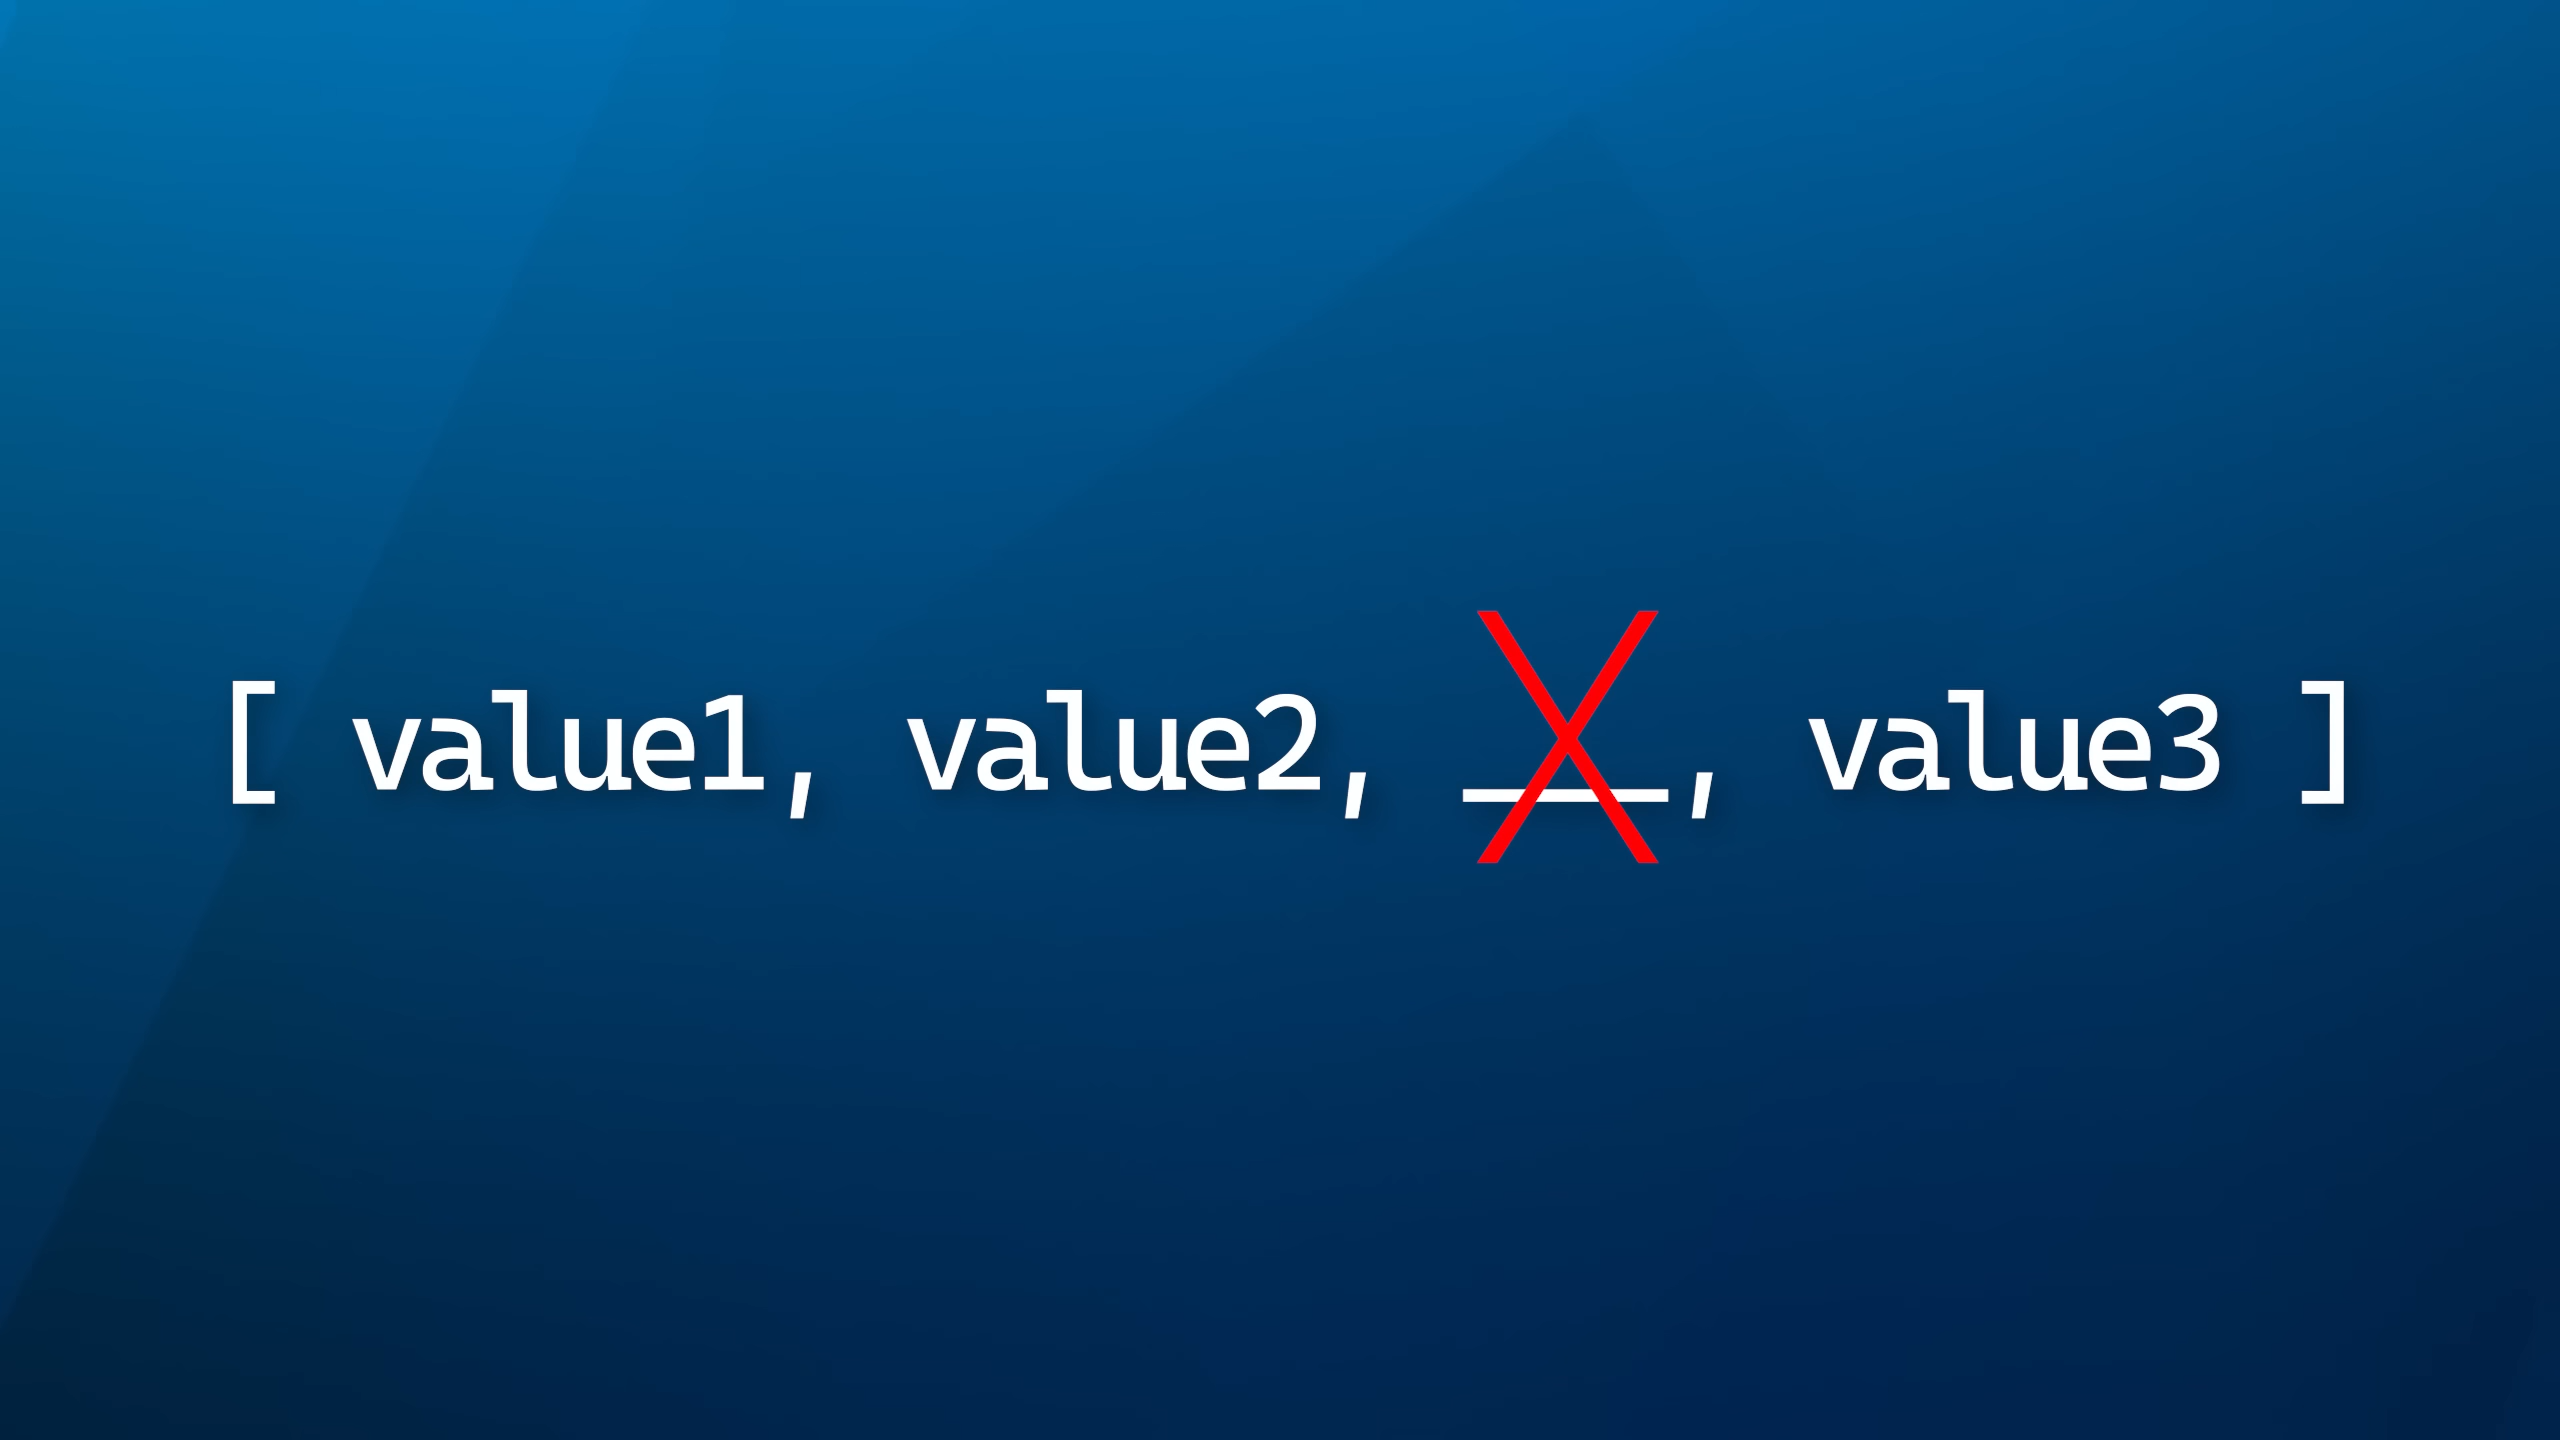 [ value1, value2, ___, value3 ]